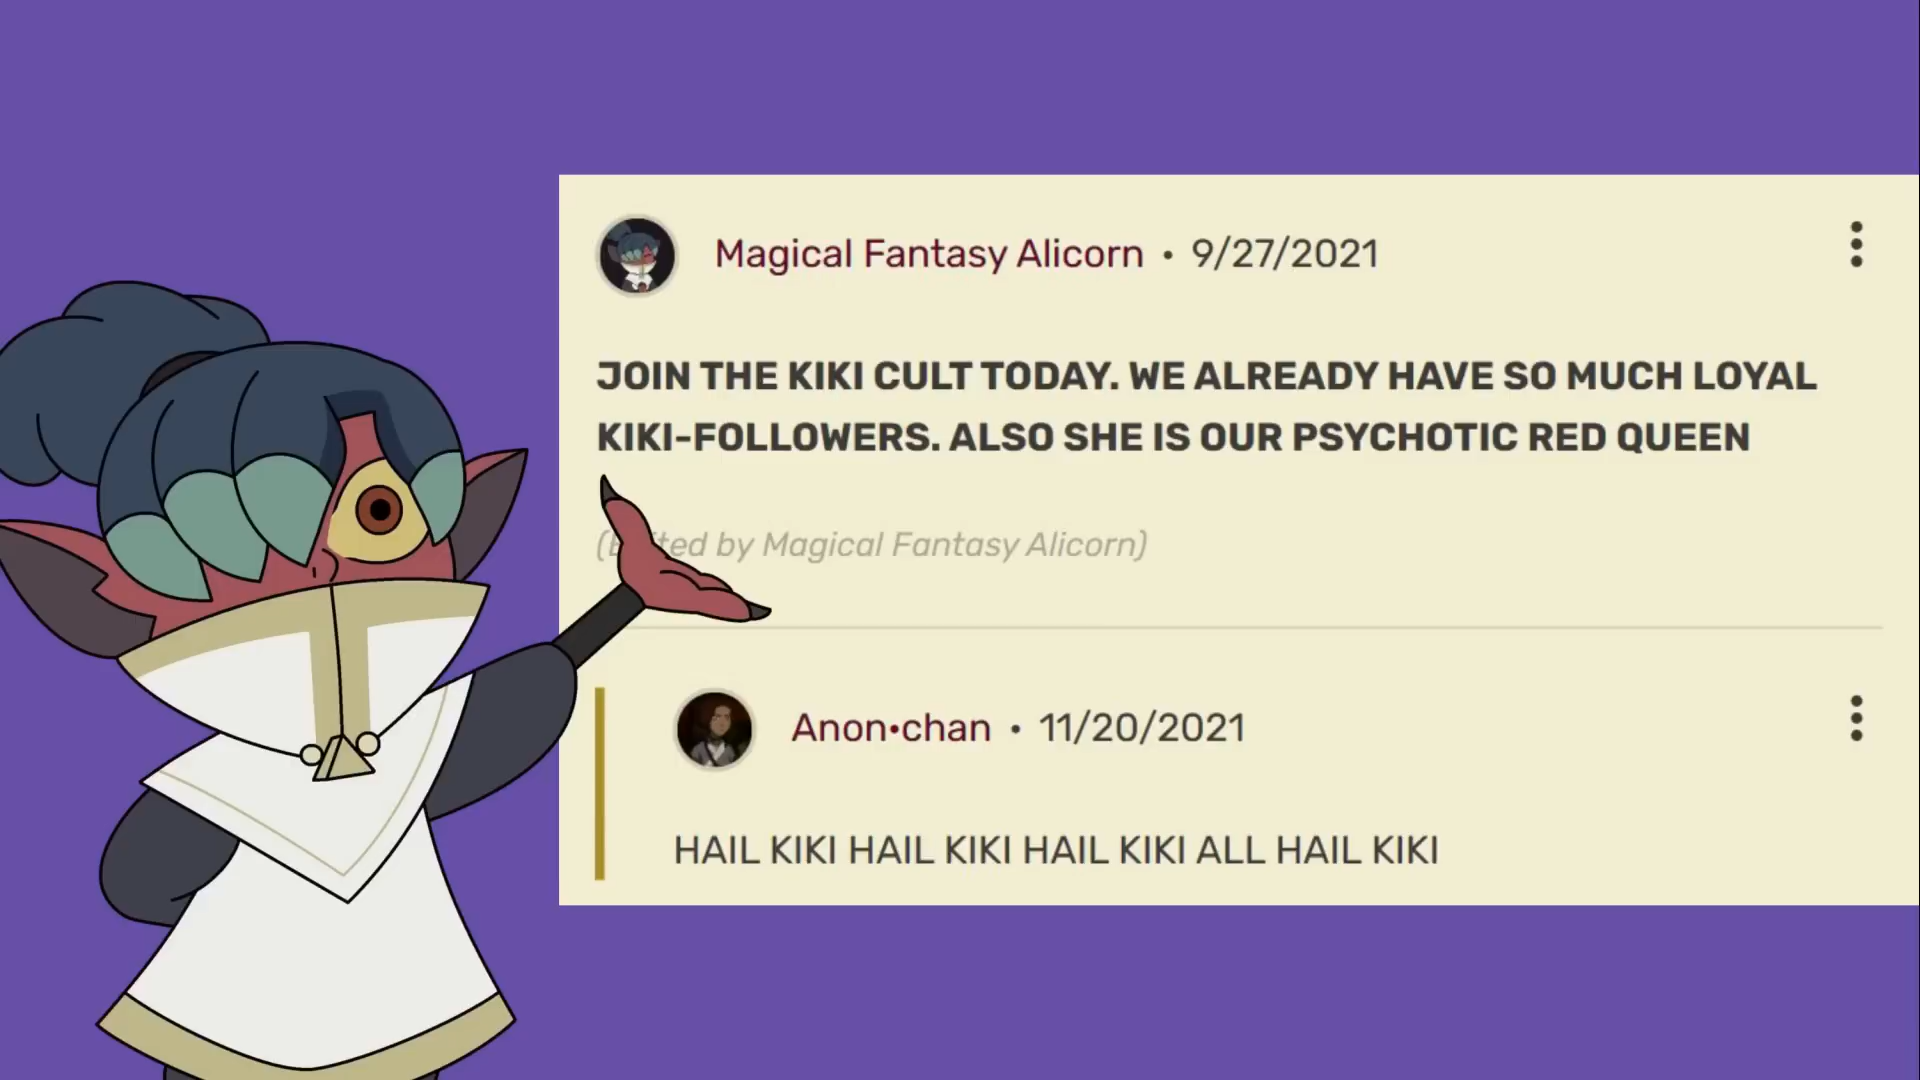 Magical Fantasy Alicorn • 9/27/2021
JOIN THE KIKI CULT TODAY. WE ALREADY HAVE SO MUCH LOYAL
KIKI-FOLLOWERS. ALSO SHE IS OUR PSYCHOTIC RED QUEEN
by Magical Fantasy Alicorn)
Anon•chan • 11/20/2021
HAIL KIKI HAIL KIKI HAIL KIKI ALL HAIL KIKI